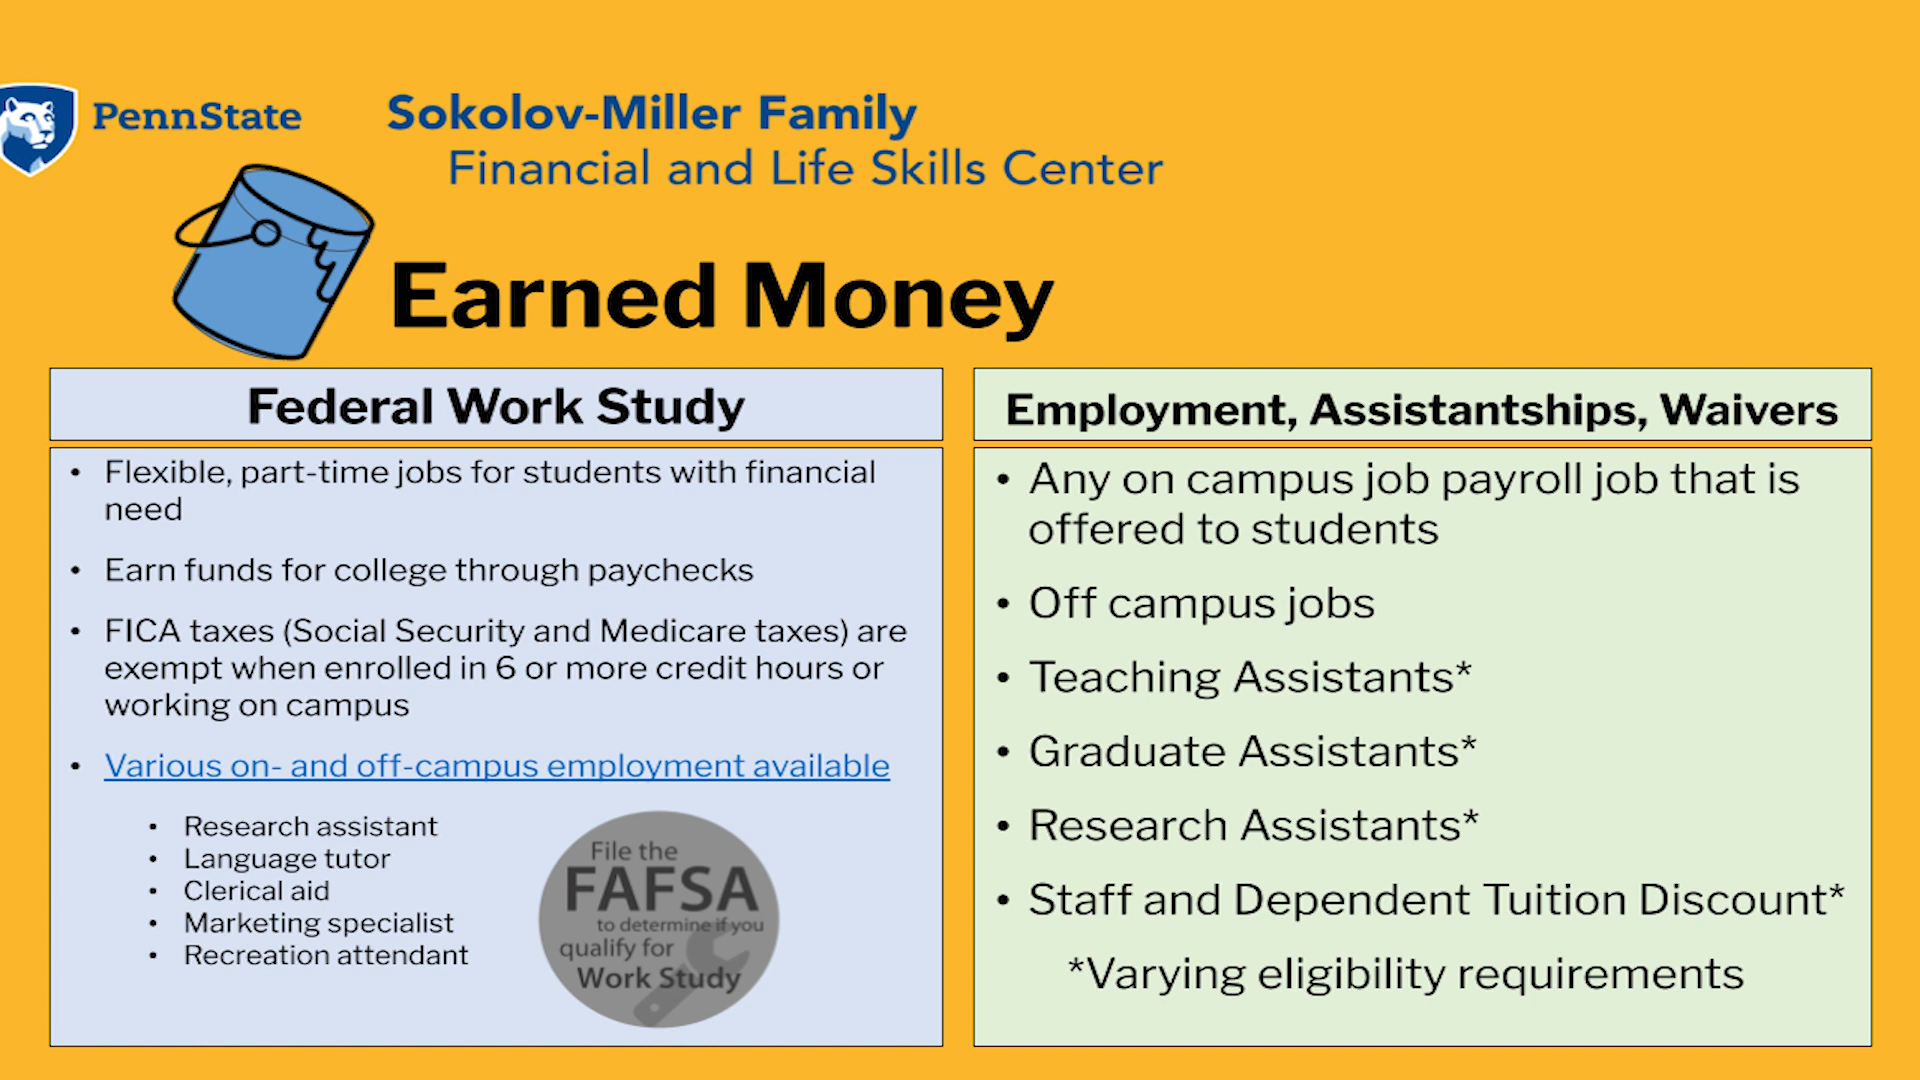 PennState
Sokolov-Miller Family
Financial and Life Skills Center
Earned Money
Federal Work Study
• Flexible, part-time jobs for students with financial
need
• Earn funds for college through paychecks
• FICA taxes (Social Security and Medicare taxes) are
exempt when enrolled in 6 or more credit hours or
working on campus
• Various on- and off-campus employment available
• Research assistant
• Language tutor
• Clerical aid
• Marketing specialist
• Recreation attendant
File the
FAFSA
to determine if you
qualify for
Work Study
Employment, Assistantships, Waivers
• Any on campus job payroll job that is
offered to students
• Off campus jobs
• Teaching Assistants*
• Graduate Assistants*
• Research Assistants*
• Staff and Dependent Tuition Discount*
*Varying eligibility requirements